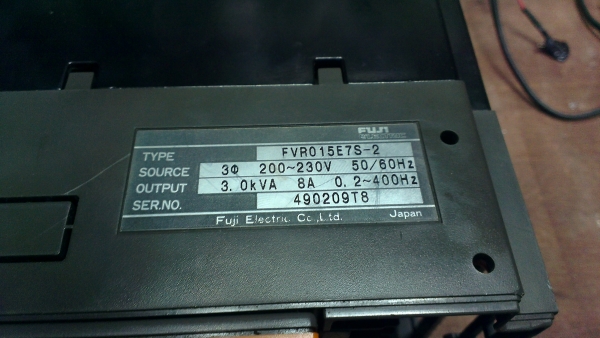 FUJI
TYPE FVR015E7S-2
SOURCE 3Φ 200~230V 50/60Hz
OUTPUT 3.0kVA 8A 0.2~400Hz
SER.NO. 490209T8
Fuji Electric Co.,Ltd. Japan